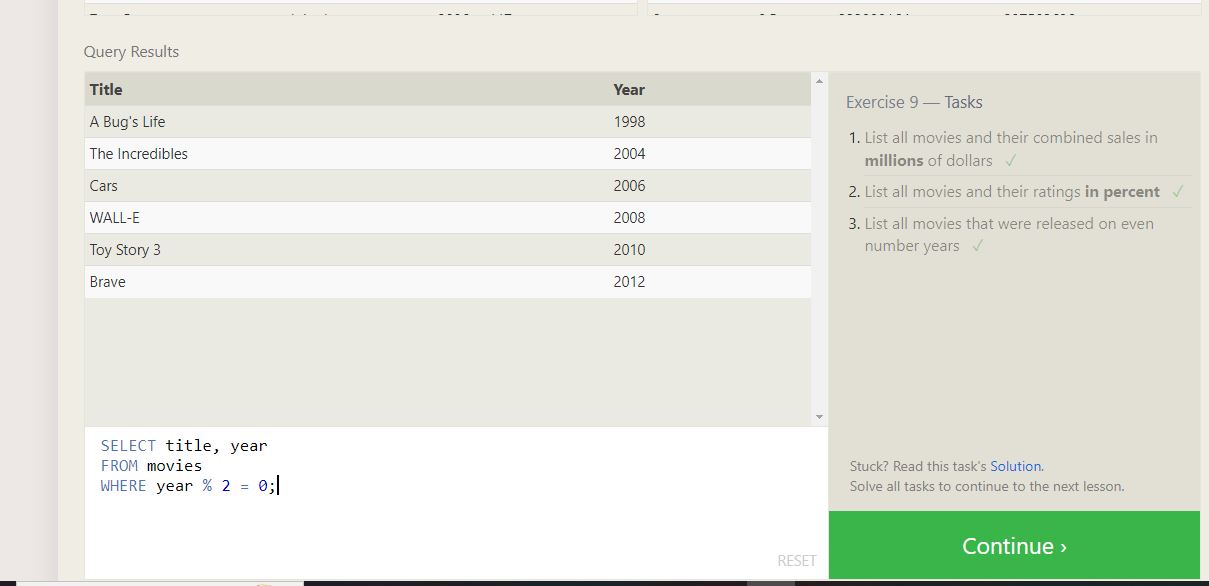 Query Results
Title Year
A Bug's Life 1998
The Incredibles 2004
Cars 2006
WALL-E 2008
Toy Story 3 2010
Brave 2012
SELECT title, year
FROM movies
WHERE year % 2 = 0;
RESET
Exercise 9 — Tasks
1. List all movies and their combined sales in
millions of dollars ✓
2. List all movies and their ratings in percent ✓
3. List all movies that were released on even
number years ✓
Stuck? Read this task's Solution.
Solve all tasks to continue to the next lesson.
Continue ›